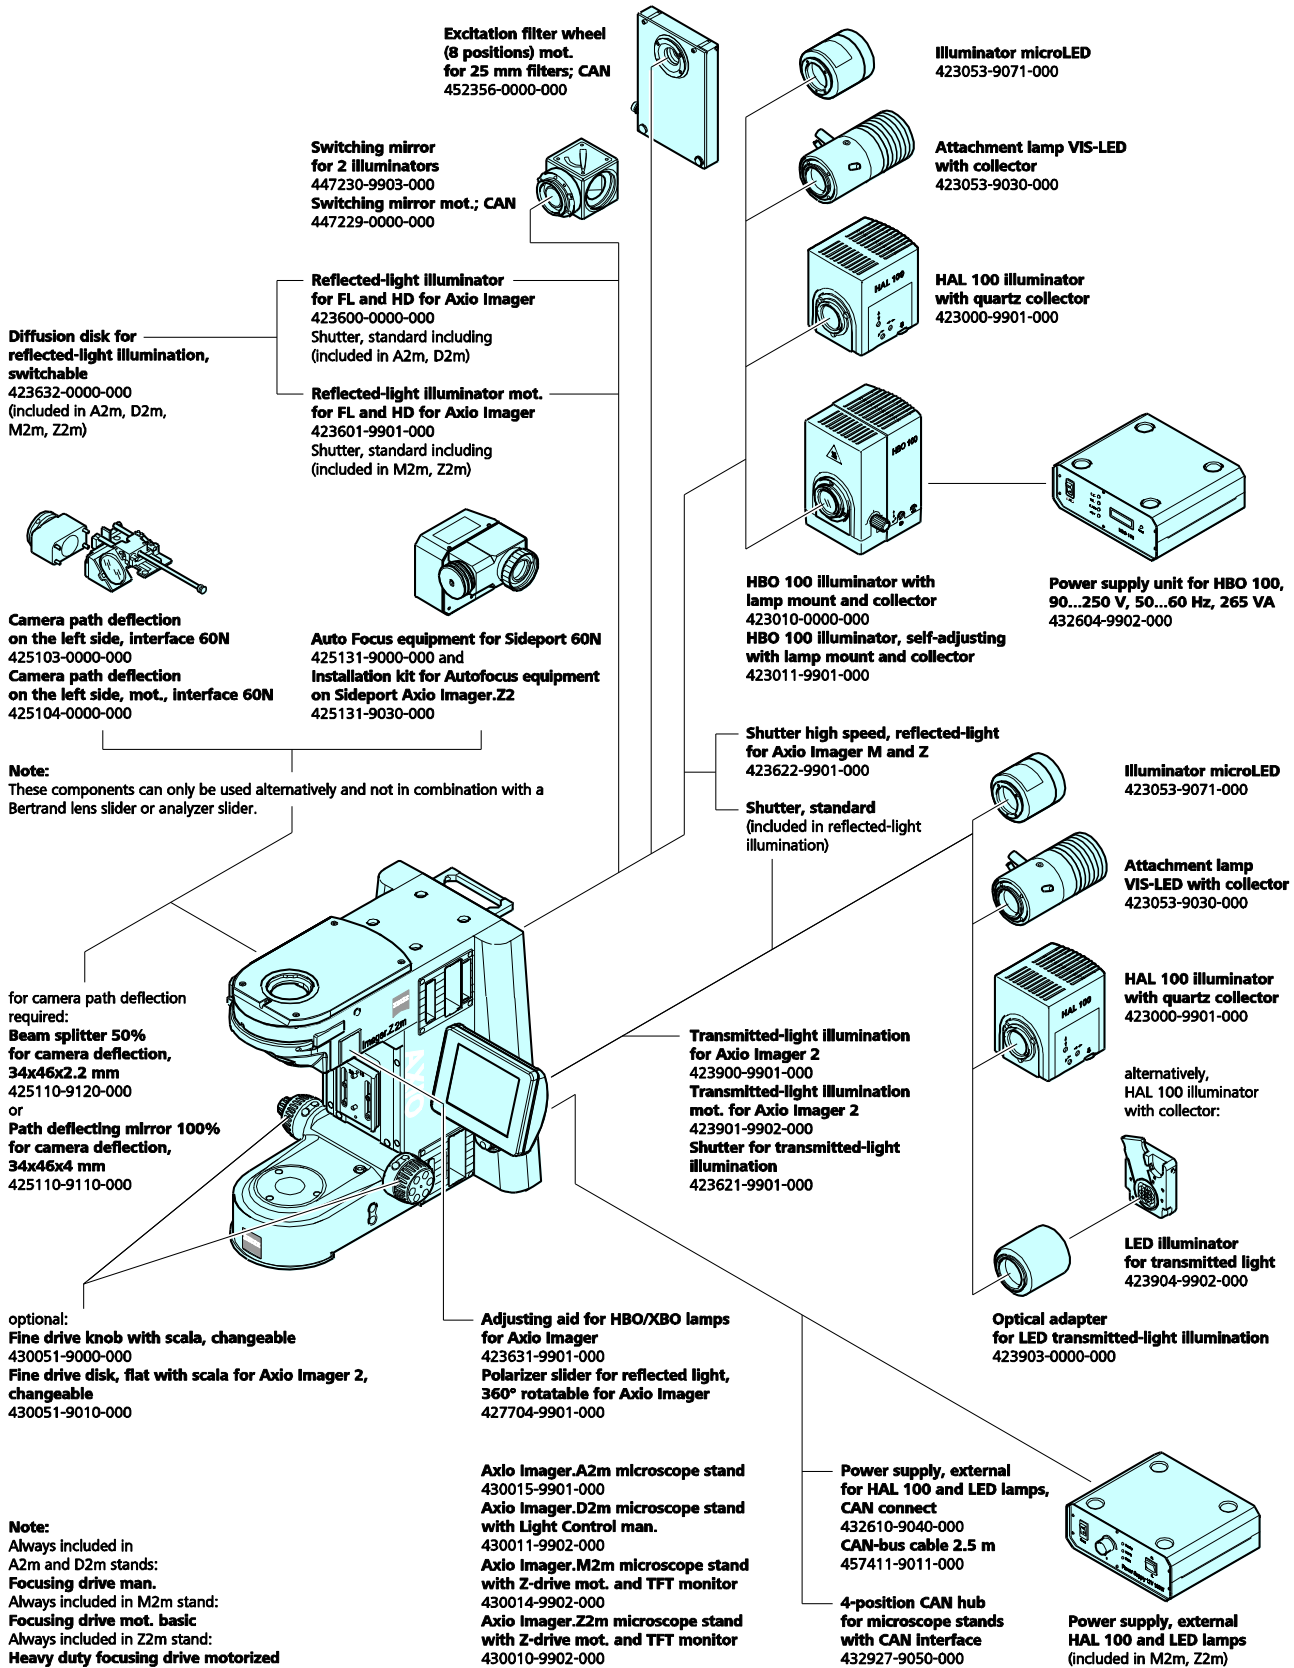 Excitation filter wheel
(8 positions) mot.
for 25 mm filters; CAN
452356-0000-000
Illuminator microLED
423053-9071-000
Switching mirror
for 2 illuminators
447230-9903-000
Switching mirror mot.; CAN
447229-0000-000
Attachment lamp VIS-LED
with collector
423053-9030-000
HAL 100
HAL 100 illuminator
with quartz collector
423000-9901-000
Reflected-light illuminator
for FL and HD for Axio Imager
423600-0000-000
Shutter, standard including
(included in A2m, D2m)
Diffusion disk for
reflected-light illumination,
switchable
423632-0000-000
(included in A2m, D2m,
M2m, Z2m)
Reflected-light illuminator mot.
for FL and HD for Axio Imager
423601-9901-000
Shutter, standard including
(included in M2m, Z2m)
HBO 100
HBO 100 illuminator with
lamp mount and collector
423010-0000-000
HBO 100 illuminator, self-adjusting
with lamp mount and collector
423011-9901-000
Power supply unit for HBO 100,
90...250 V, 50...60 Hz, 265 VA
432604-9902-000
Camera path deflection
on the left side, interface 60N
425103-0000-000
Camera path deflection
on the left side, mot., interface 60N
425104-0000-000
Auto Focus equipment for Sideport 60N
425131-9000-000 and
Installation kit for Autofocus equipment
on Sideport Axio Imager.Z2
425131-9030-000
Note:
These components can only be used alternatively and not in combination with a
Bertrand lens slider or analyzer slider.
Shutter high speed, reflected-light
for Axio Imager M and Z
423622-9901-000
Shutter, standard
(included in reflected-light
illumination)
Illuminator microLED
423053-9071-000
Attachment lamp
VIS-LED with collector
423053-9030-000
HAL 100
HAL 100 illuminator
with quartz collector
423000-9901-000
alternatively,
HAL 100 illuminator
with collector:
LED illuminator
for transmitted light
423904-9902-000
Optical adapter
for LED transmitted-light illumination
423903-0000-000
for camera path deflection
required:
Beam splitter 50%
for camera deflection,
34x46x2.2 mm
425110-9120-000
or
Path deflecting mirror 100%
for camera deflection,
34x46x4 mm
425110-9110-000
Imager.Z 2m
AXIO
Transmitted-light illumination
for Axio Imager 2
423900-9901-000
Transmitted-light illumination
mot. for Axio Imager 2
423901-9902-000
Shutter for transmitted-light
illumination
423621-9901-000
optional:
Fine drive knob with scala, changeable
430051-9000-000
Fine drive disk, flat with scala for Axio Imager 2,
changeable
430051-9010-000
Adjusting aid for HBO/XBO lamps
for Axio Imager
423631-9901-000
Polarizer slider for reflected light,
360° rotatable for Axio Imager
427704-9901-000
Note:
Always included in
A2m and D2m stands:
Focusing drive man.
Always included in M2m stand:
Focusing drive mot. basic
Always included in Z2m stand:
Heavy duty focusing drive motorized
Axio Imager.A2m microscope stand
430015-9901-000
Axio Imager.D2m microscope stand
with Light Control man.
430011-9902-000
Axio Imager.M2m microscope stand
with Z-drive mot. and TFT monitor
430014-9902-000
Axio Imager.Z2m microscope stand
with Z-drive mot. and TFT monitor
430010-9902-000
Power supply, external
for HAL 100 and LED lamps,
CAN connect
432610-9040-000
CAN-bus cable 2.5 m
457411-9011-000
4-position CAN hub
for microscope stands
with CAN interface
432927-9050-000
Power supply, external
HAL 100 and LED lamps
(included in M2m, Z2m)